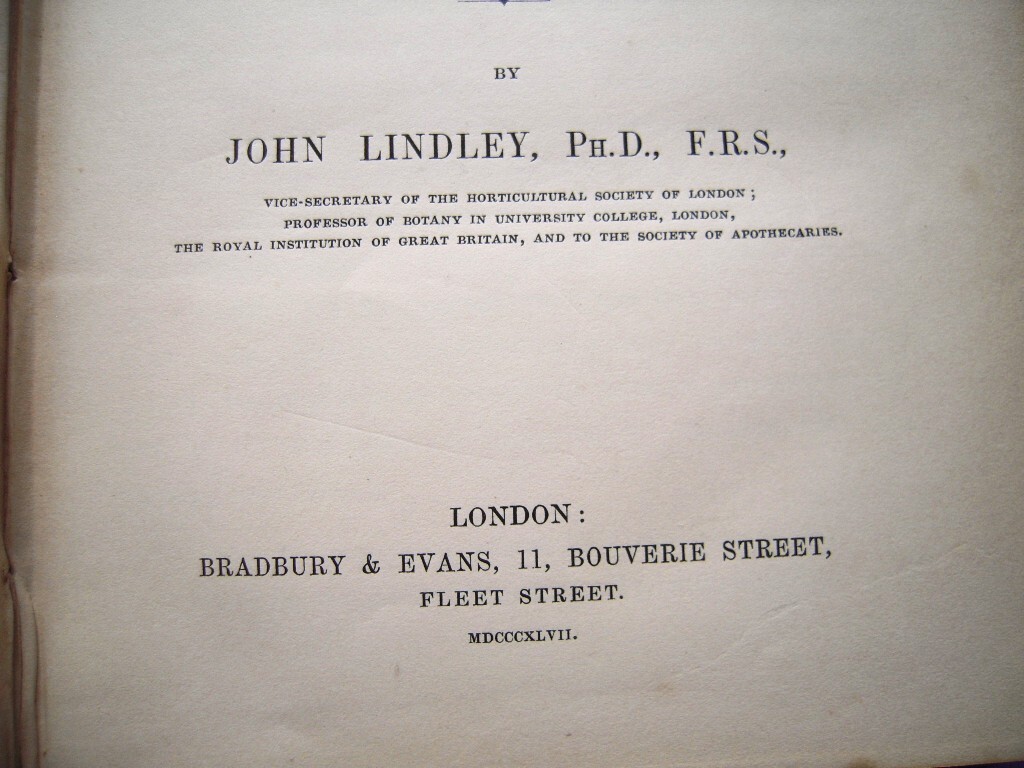 BY
JOHN LINDLEY, PH.D., F.R.S.,
VICE-SECRETARY OF THE HORTICULTURAL SOCIETY OF LONDON;
PROFESSOR OF BOTANY IN UNIVERSITY COLLEGE, LONDON,
THE ROYAL INSTITUTION OF GREAT BRITAIN, AND TO THE SOCIETY OF APOTHECARIES.
LONDON:
BRADBURY & EVANS, 11, BOUVERIE STREET,
FLEET STREET.
MDCCCXLVII.